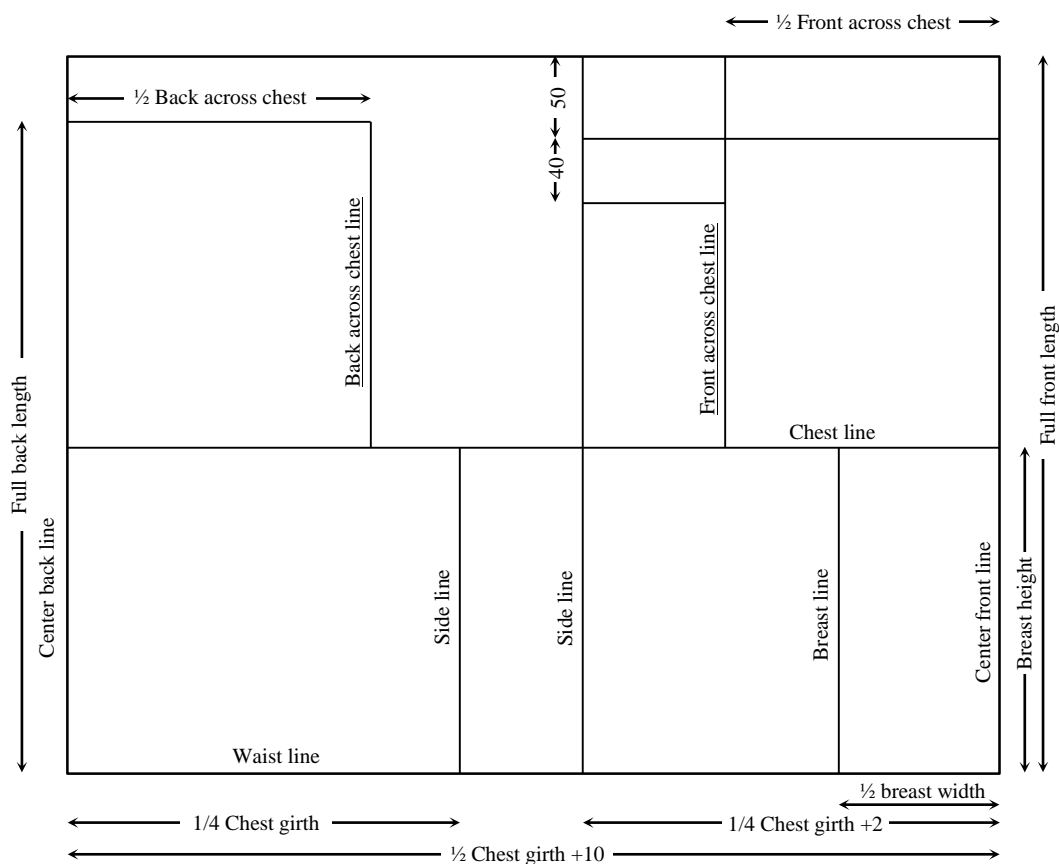 ½ Front across chest
½ Back across chest
50
40
Back across chest line
Front across chest line
Full back length
Full front length
Chest line
Center back line
Side line
Side line
Breast line
Center front line
Breast height
Waist line
½ breast width
1/4 Chest girth
1/4 Chest girth +2
½ Chest girth +10